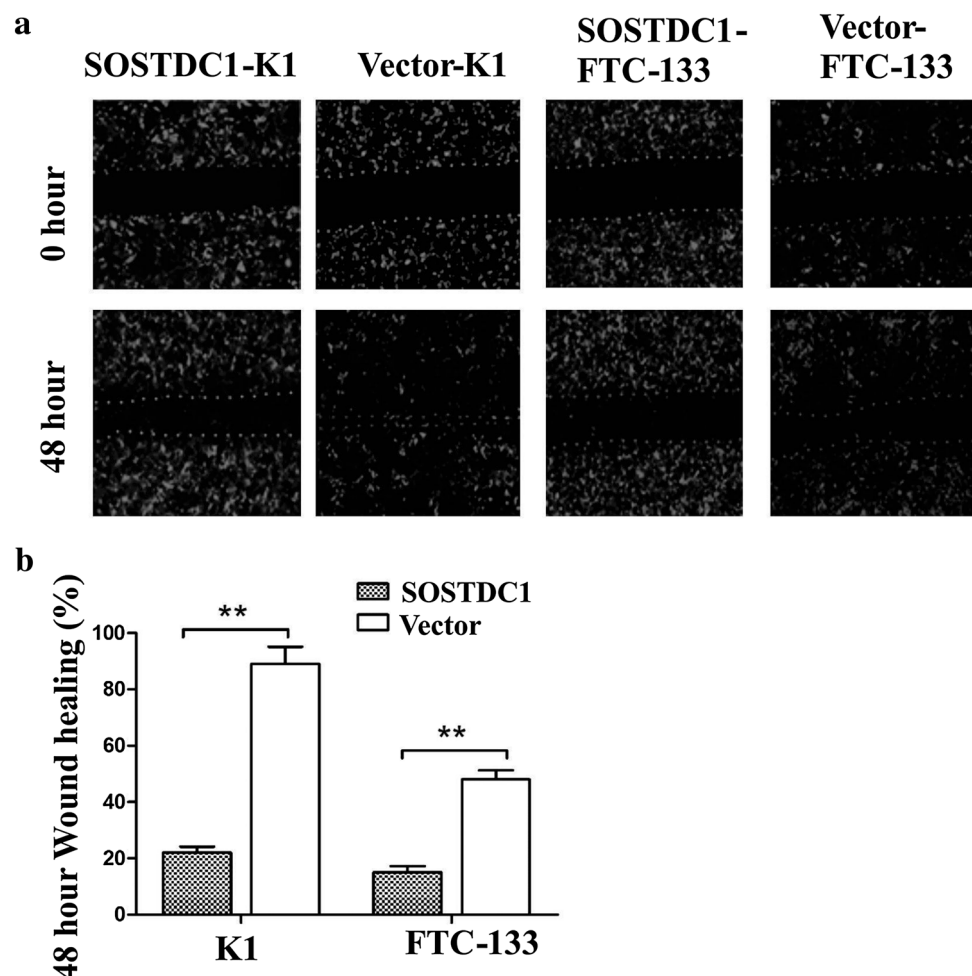 a
SOSTDC1-K1
Vector-K1
SOSTDC1-
FTC-133
Vector-
FTC-133
0 hour
48 hour
b
48 hour Wound healing (%)
SOSTDC1
Vector
**
**
100
80
60
40
20
0
K1
FTC-133